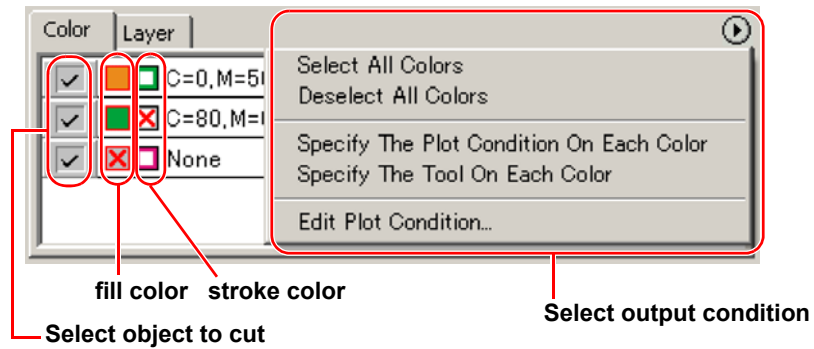 Color
Layer
C=0,M=5
C=80,M=
None
Select All Colors
Deselect All Colors
Specify The Plot Condition On Each Color
Specify The Tool On Each Color
Edit Plot Condition...
fill color
stroke color
Select output condition
Select object to cut